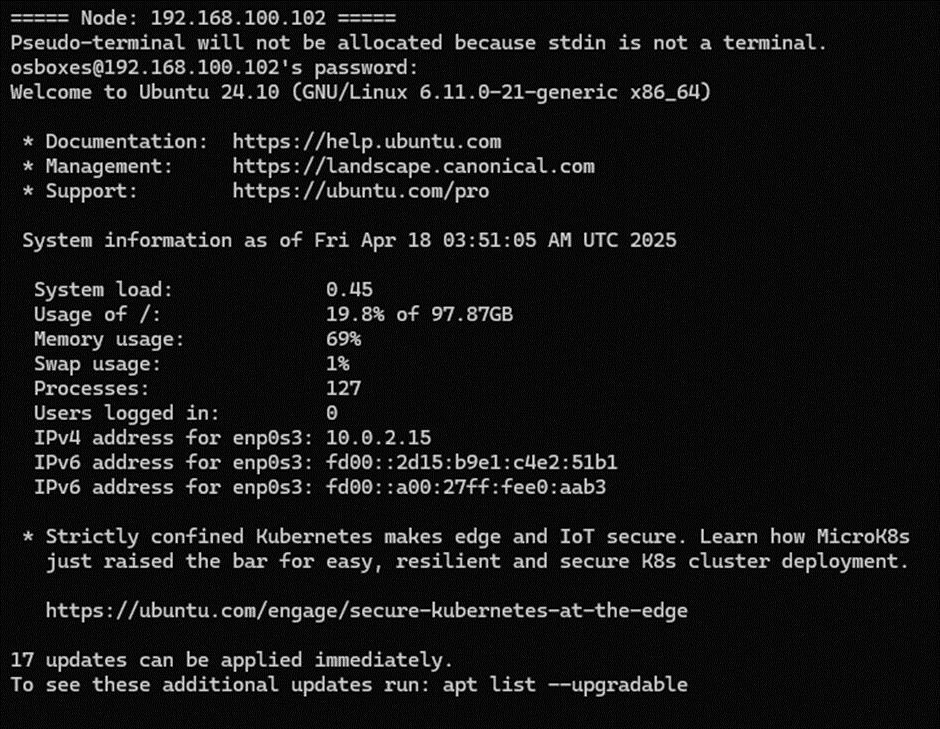 ===== Node: 192.168.100.102 =====
Pseudo-terminal will not be allocated because stdin is not a terminal.
osboxes@192.168.100.102's password:
Welcome to Ubuntu 24.10 (GNU/Linux 6.11.0-21-generic x86_64)
* Documentation:  https://help.ubuntu.com
* Management:     https://landscape.canonical.com
* Support:        https://ubuntu.com/pro
System information as of Fri Apr 18 03:51:05 AM UTC 2025
System load:             0.45
Usage of /:              19.8% of 97.87GB
Memory usage:            69%
Swap usage:              1%
Processes:               127
Users logged in:         0
IPv4 address for enp0s3: 10.0.2.15
IPv6 address for enp0s3: fd00::2d15:b9e1:c4e2:51b1
IPv6 address for enp0s3: fd00::a00:27ff:fee0:aab3
* Strictly confined Kubernetes makes edge and IoT secure. Learn how MicroK8s
just raised the bar for easy, resilient and secure K8s cluster deployment.
https://ubuntu.com/engage/secure-kubernetes-at-the-edge
17 updates can be applied immediately.
To see these additional updates run: apt list --upgradable